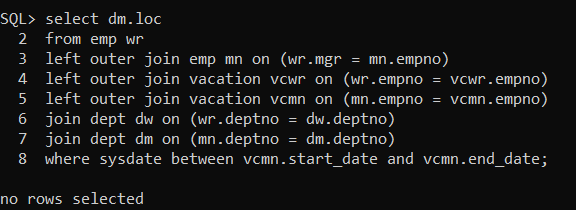 SQL> select dm.loc
2 from emp wr
3 left outer join emp mn on (wr.mgr = mn.empno)
4 left outer join vacation vcwr on (wr.empno = vcwr.empno)
5 left outer join vacation vcmn on (mn.empno = vcmn.empno)
6 join dept dw on (wr.deptno = dw.deptno)
7 join dept dm on (mn.deptno = dm.deptno)
8 where sysdate between vcmn.start_date and vcmn.end_date;
no rows selected